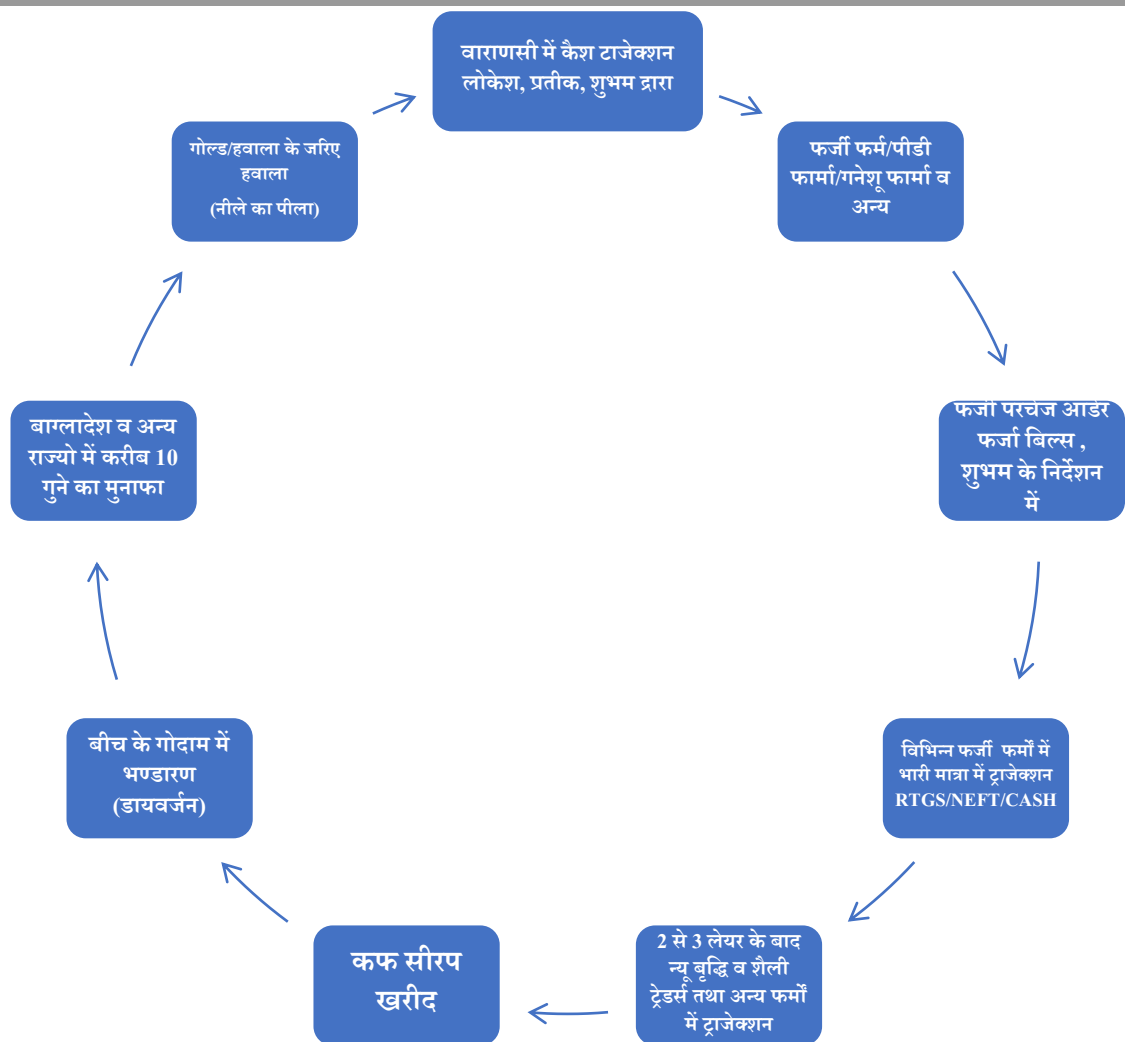 वाराणसी में कैश टाजेक्शन
लोकेश, प्रतीक, शुभम द्रारा
फर्जी फर्म/पीडी
फार्मा/गनेशू फार्मा व
अन्य
फर्जी परचेज आर्डर
फर्जा बिल्स ,
शुभम के निर्देशन
में
विभिन्न फर्जी फर्मों में
भारी मात्रा में ट्राजेक्शन
RTGS/NEFT/CASH
2 से 3 लेयर के बाद
न्यू बृद्धि व शैली
ट्रेडर्स तथा अन्य फर्मों
में ट्राजेक्शन
कफ सीरप
खरीद
बीच के गोदाम में
भण्डारण
(डायवर्जन)
बाग्लादेश व अन्य
राज्यो में करीब 10
गुने का मुनाफा
गोल्ड/हवाला के जरिए
हवाला
(नीले का पीला)